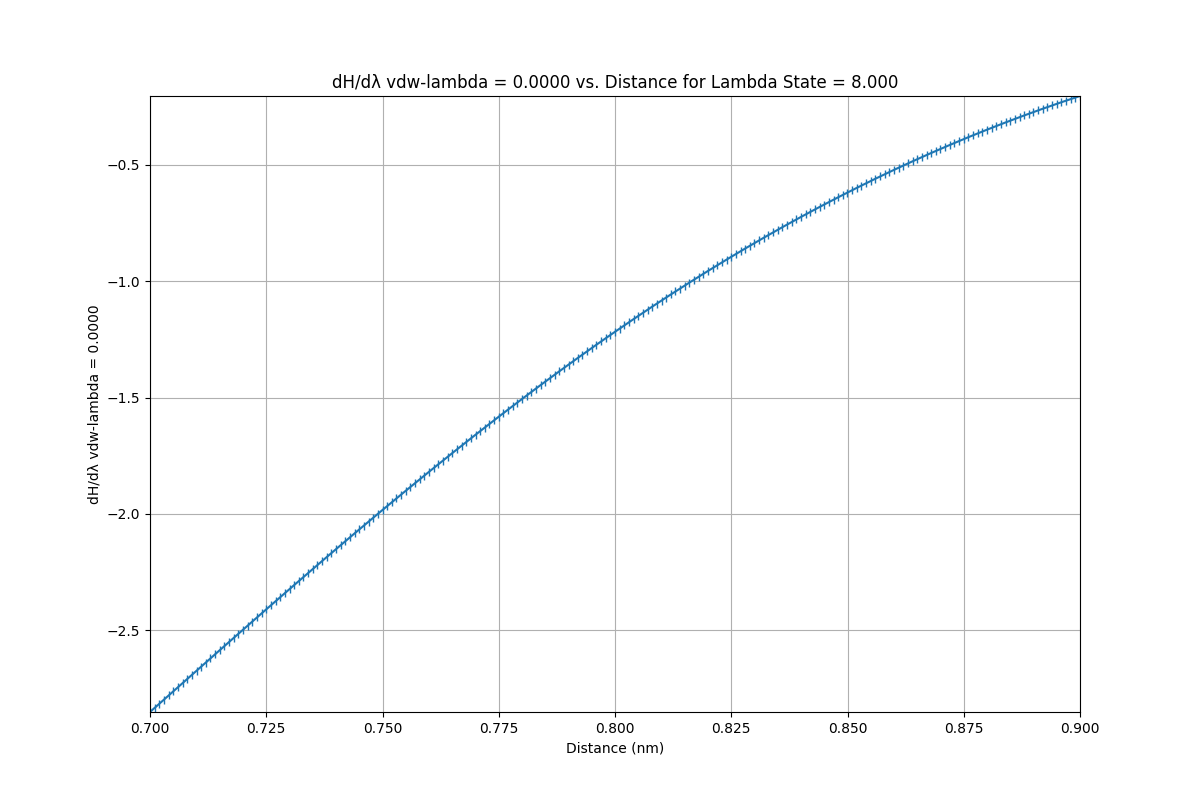 dH/dλ vdw-lambda = 0.0000 vs. Distance for Lambda State = 8.000
dH/dλ vdw-lambda = 0.0000
−0.5
−1.0
−1.5
−2.0
−2.5
0.700 0.725 0.750 0.775 0.800 0.825 0.850 0.875 0.900
Distance (nm)